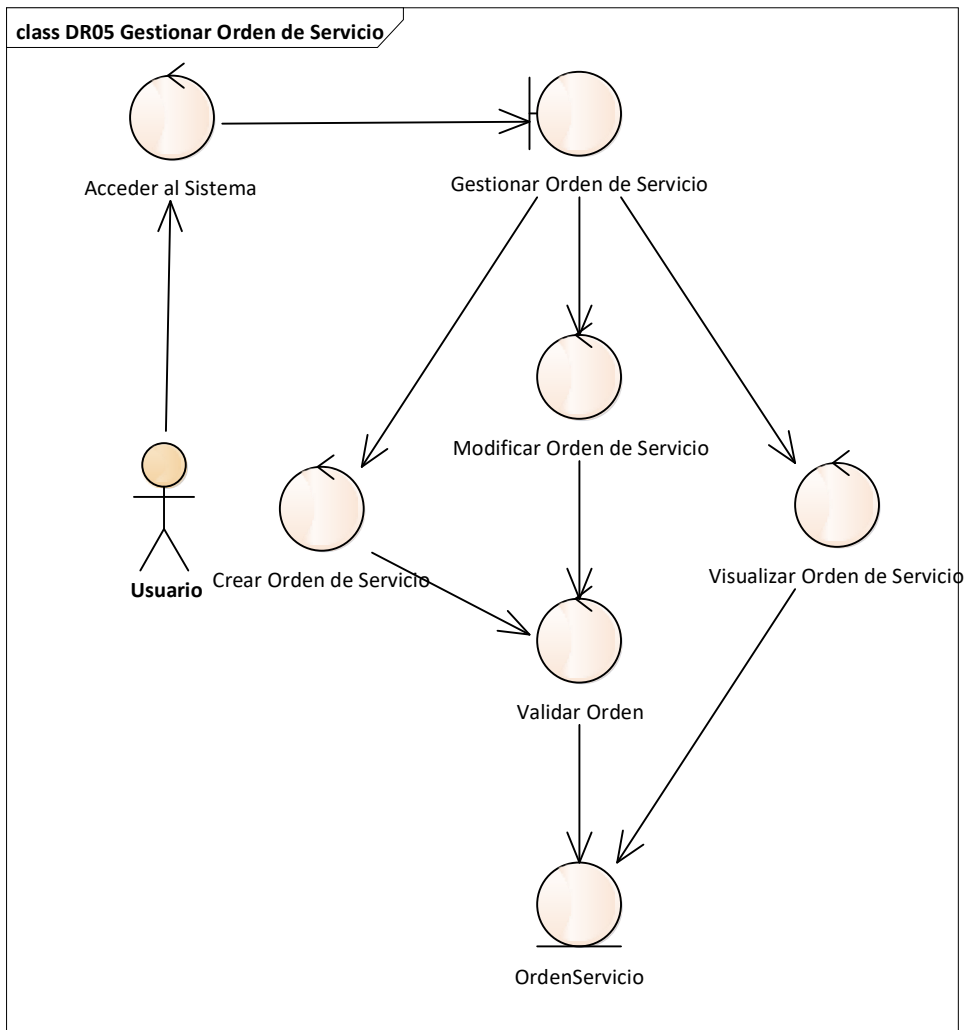 class DR05 Gestionar Orden de Servicio
Acceder al Sistema
Gestionar Orden de Servicio
Modificar Orden de Servicio
Usuario
Crear Orden de Servicio
Visualizar Orden de Servicio
Validar Orden
OrdenServicio